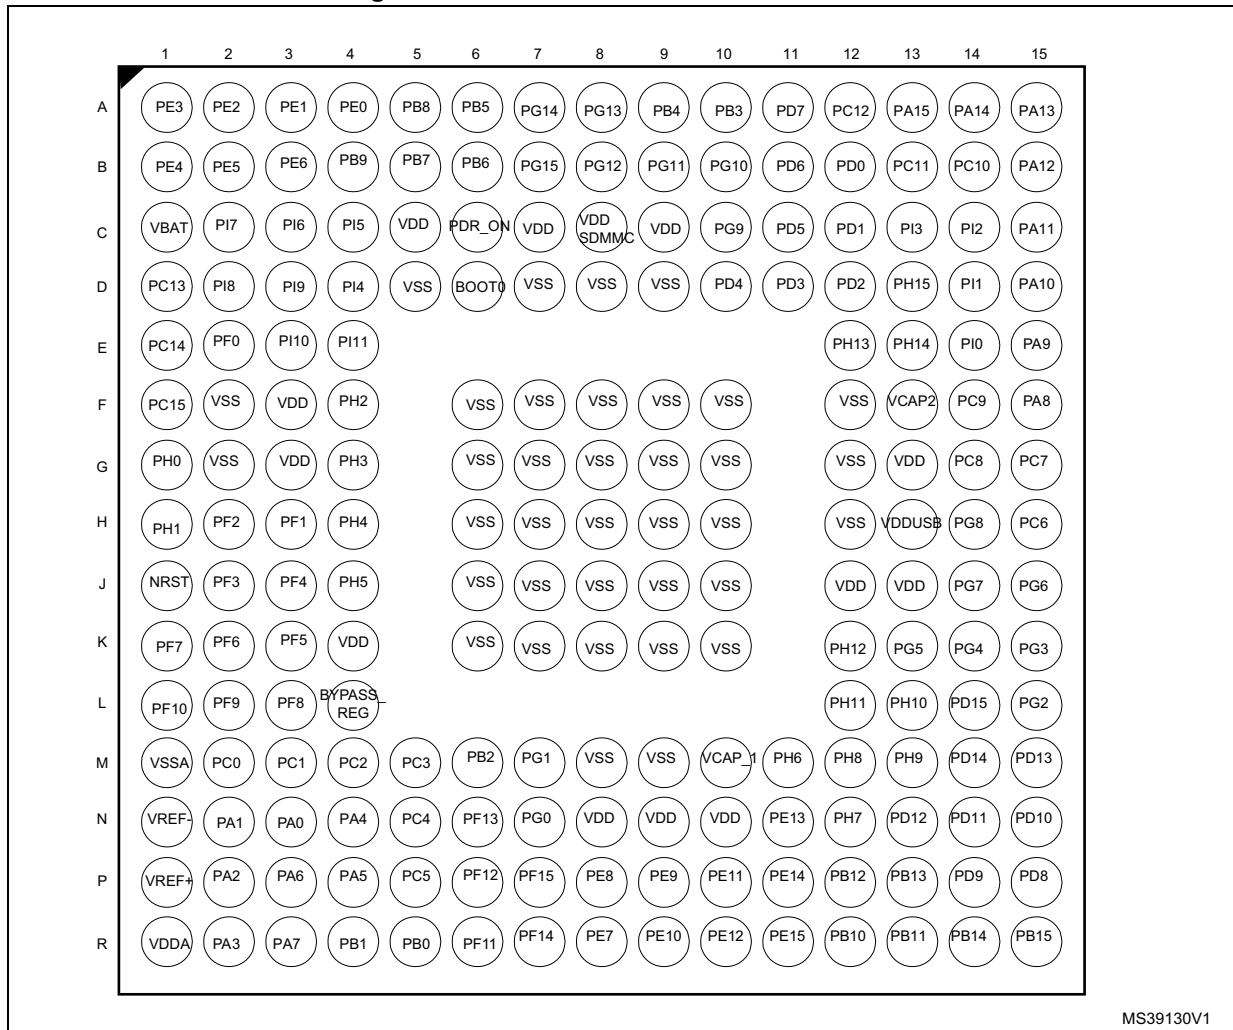 1 2 3 4 5 6 7 8 9 10 11 12 13 14 15
A PE3 PE2 PE1 PE0 PB8 PB5 PG14 PG13 PB4 PB3 PD7 PC12 PA15 PA14 PA13
B PE4 PE5 PE6 PB9 PB7 PB6 PG15 PG12 PG11 PG10 PD6 PD0 PC11 PC10 PA12
C VBAT PI7 PI6 PI5 VDD PDR_ON VDD VDD SDMMC VDD PG9 PD5 PD1 PI3 PI2 PA11
D PC13 PI8 PI9 PI4 VSS BOOT0 VSS VSS VSS PD4 PD3 PD2 PH15 PI1 PA10
E PC14 PF0 PI10 PI11 PH13 PH14 PI0 PA9
F PC15 VSS VDD PH2 VSS VSS VSS VSS VSS VSS VCAP2 PC9 PA8
G PH0 VSS VDD PH3 VSS VSS VSS VSS VSS VSS VDD PC8 PC7
H PH1 PF2 PF1 PH4 VSS VSS VSS VSS VSS VSS VDDUSB PG8 PC6
J NRST PF3 PF4 PH5 VSS VSS VSS VSS VSS VDD VDD PG7 PG6
K PF7 PF6 PF5 VDD VSS VSS VSS VSS VSS PH12 PG5 PG4 PG3
L PF10 PF9 PF8 BYPASS_ REG PH11 PH10 PD15 PG2
M VSSA PC0 PC1 PC2 PC3 PB2 PG1 VSS VSS VCAP_1 PH6 PH8 PH9 PD14 PD13
N VREF- PA1 PA0 PA4 PC4 PF13 PG0 VDD VDD VDD PE13 PH7 PD12 PD11 PD10
P VREF+ PA2 PA6 PA5 PC5 PF12 PF15 PE8 PE9 PE11 PE14 PB12 PB13 PD9 PD8
R VDDA PA3 PA7 PB1 PB0 PF11 PF14 PE7 PE10 PE12 PE15 PB10 PB11 PB14 PB15
MS39130V1